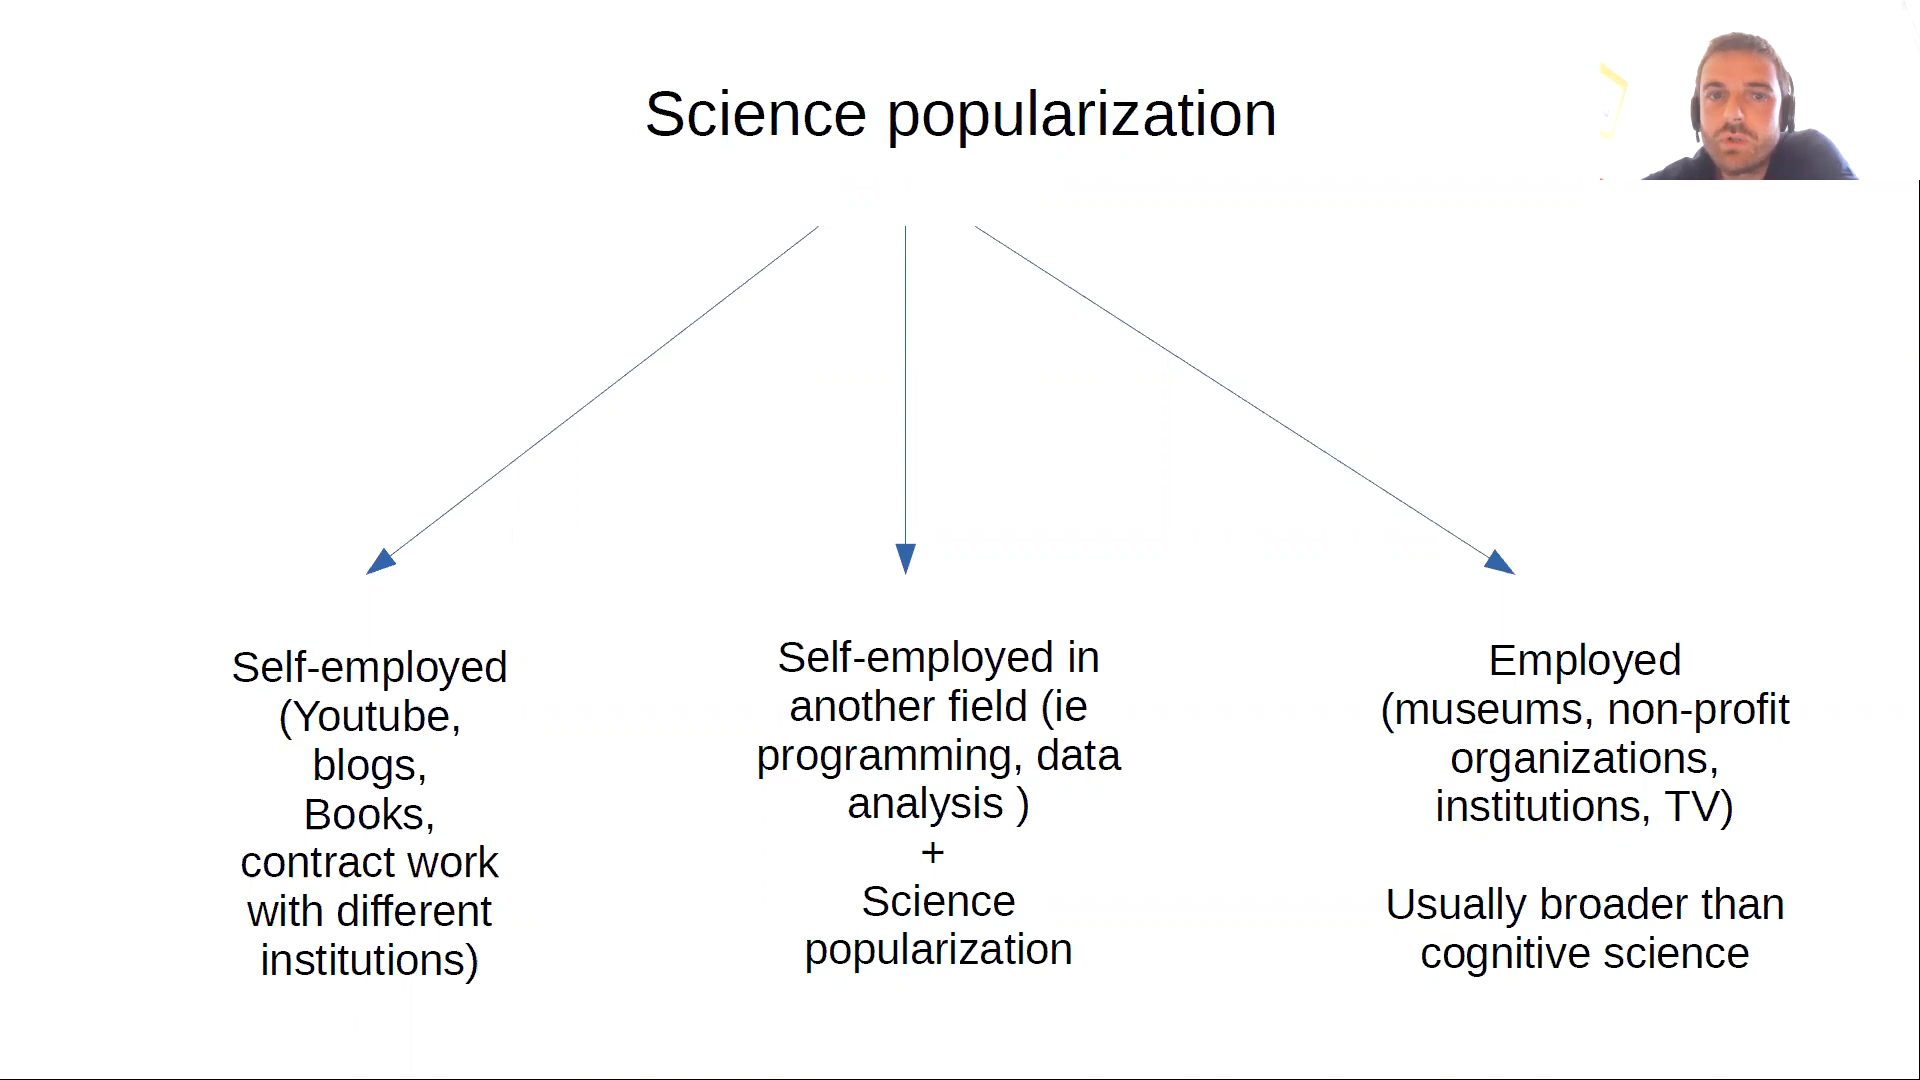 Science popularization
Self-employed
(Youtube,
blogs,
Books,
contract work
with different
institutions)
Self-employed in
another field (ie
programming, data
analysis )
+
Science
popularization
Employed
(museums, non-profit
organizations,
institutions, TV)
Usually broader than
cognitive science